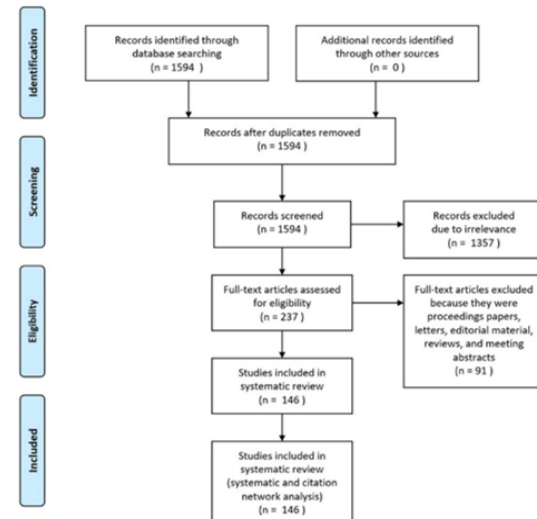 Identification
Records identified through
database searching
(n = 1594 )
Additional records identified
through other sources
(n = 0 )
Records after duplicates removed
(n = 1594 )
Screening
Records screened
(n = 1594 )
Records excluded
due to irrelevance
(n = 1357 )
Eligibility
Full-text articles assessed
for eligibility
(n = 237 )
Full-text articles excluded
because they were
proceedings papers,
letters, editorial material,
reviews, and meeting
abstracts
(n = 91 )
Studies included in
systematic review
(n = 146 )
Included
Studies included in
systematic review
(systematic and citation
network analysis)
(n = 146 )